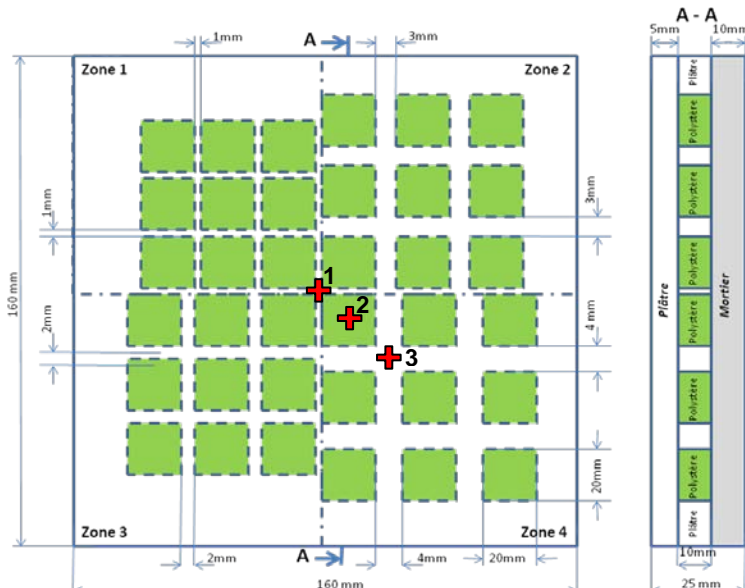 A - A
1mm
A
3mm
5mm
10mm
Zone 1
Zone 2
Plâtre
Polystère
1mm
3mm
Polystère
Polystère
1
160 mm
2
Plâtre
Polystère
Mortier
2mm
4 mm
3
Polystère
20mm
Polystère
Plâtre
Zone 3
A
Zone 4
2mm
4mm
20mm
10mm
160 mm
25 mm